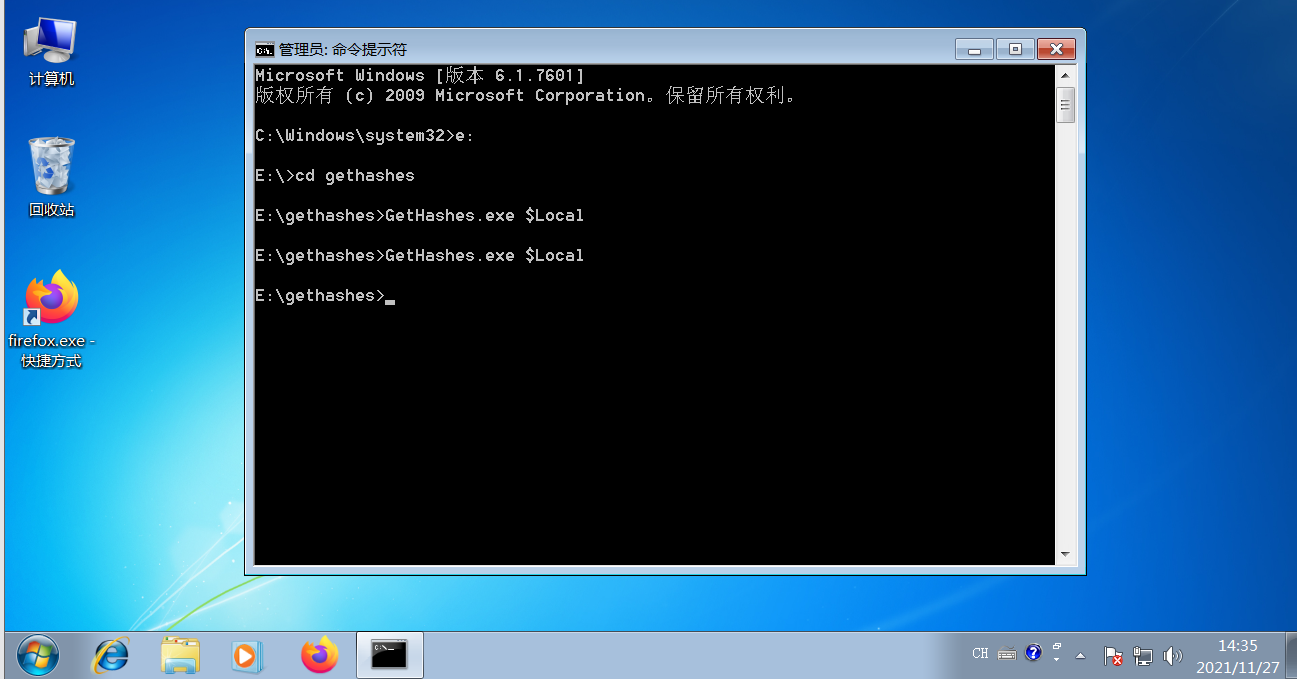 计算机
回收站
firefox.exe -
快捷方式
管理员: 命令提示符
Microsoft Windows [版本 6.1.7601]
版权所有 (c) 2009 Microsoft Corporation。保留所有权利。
C:\Windows\system32>e:
E:\>cd gethashes
E:\gethashes>GetHashes.exe $Local
E:\gethashes>GetHashes.exe $Local
E:\gethashes>
CH
14:35
2021/11/27